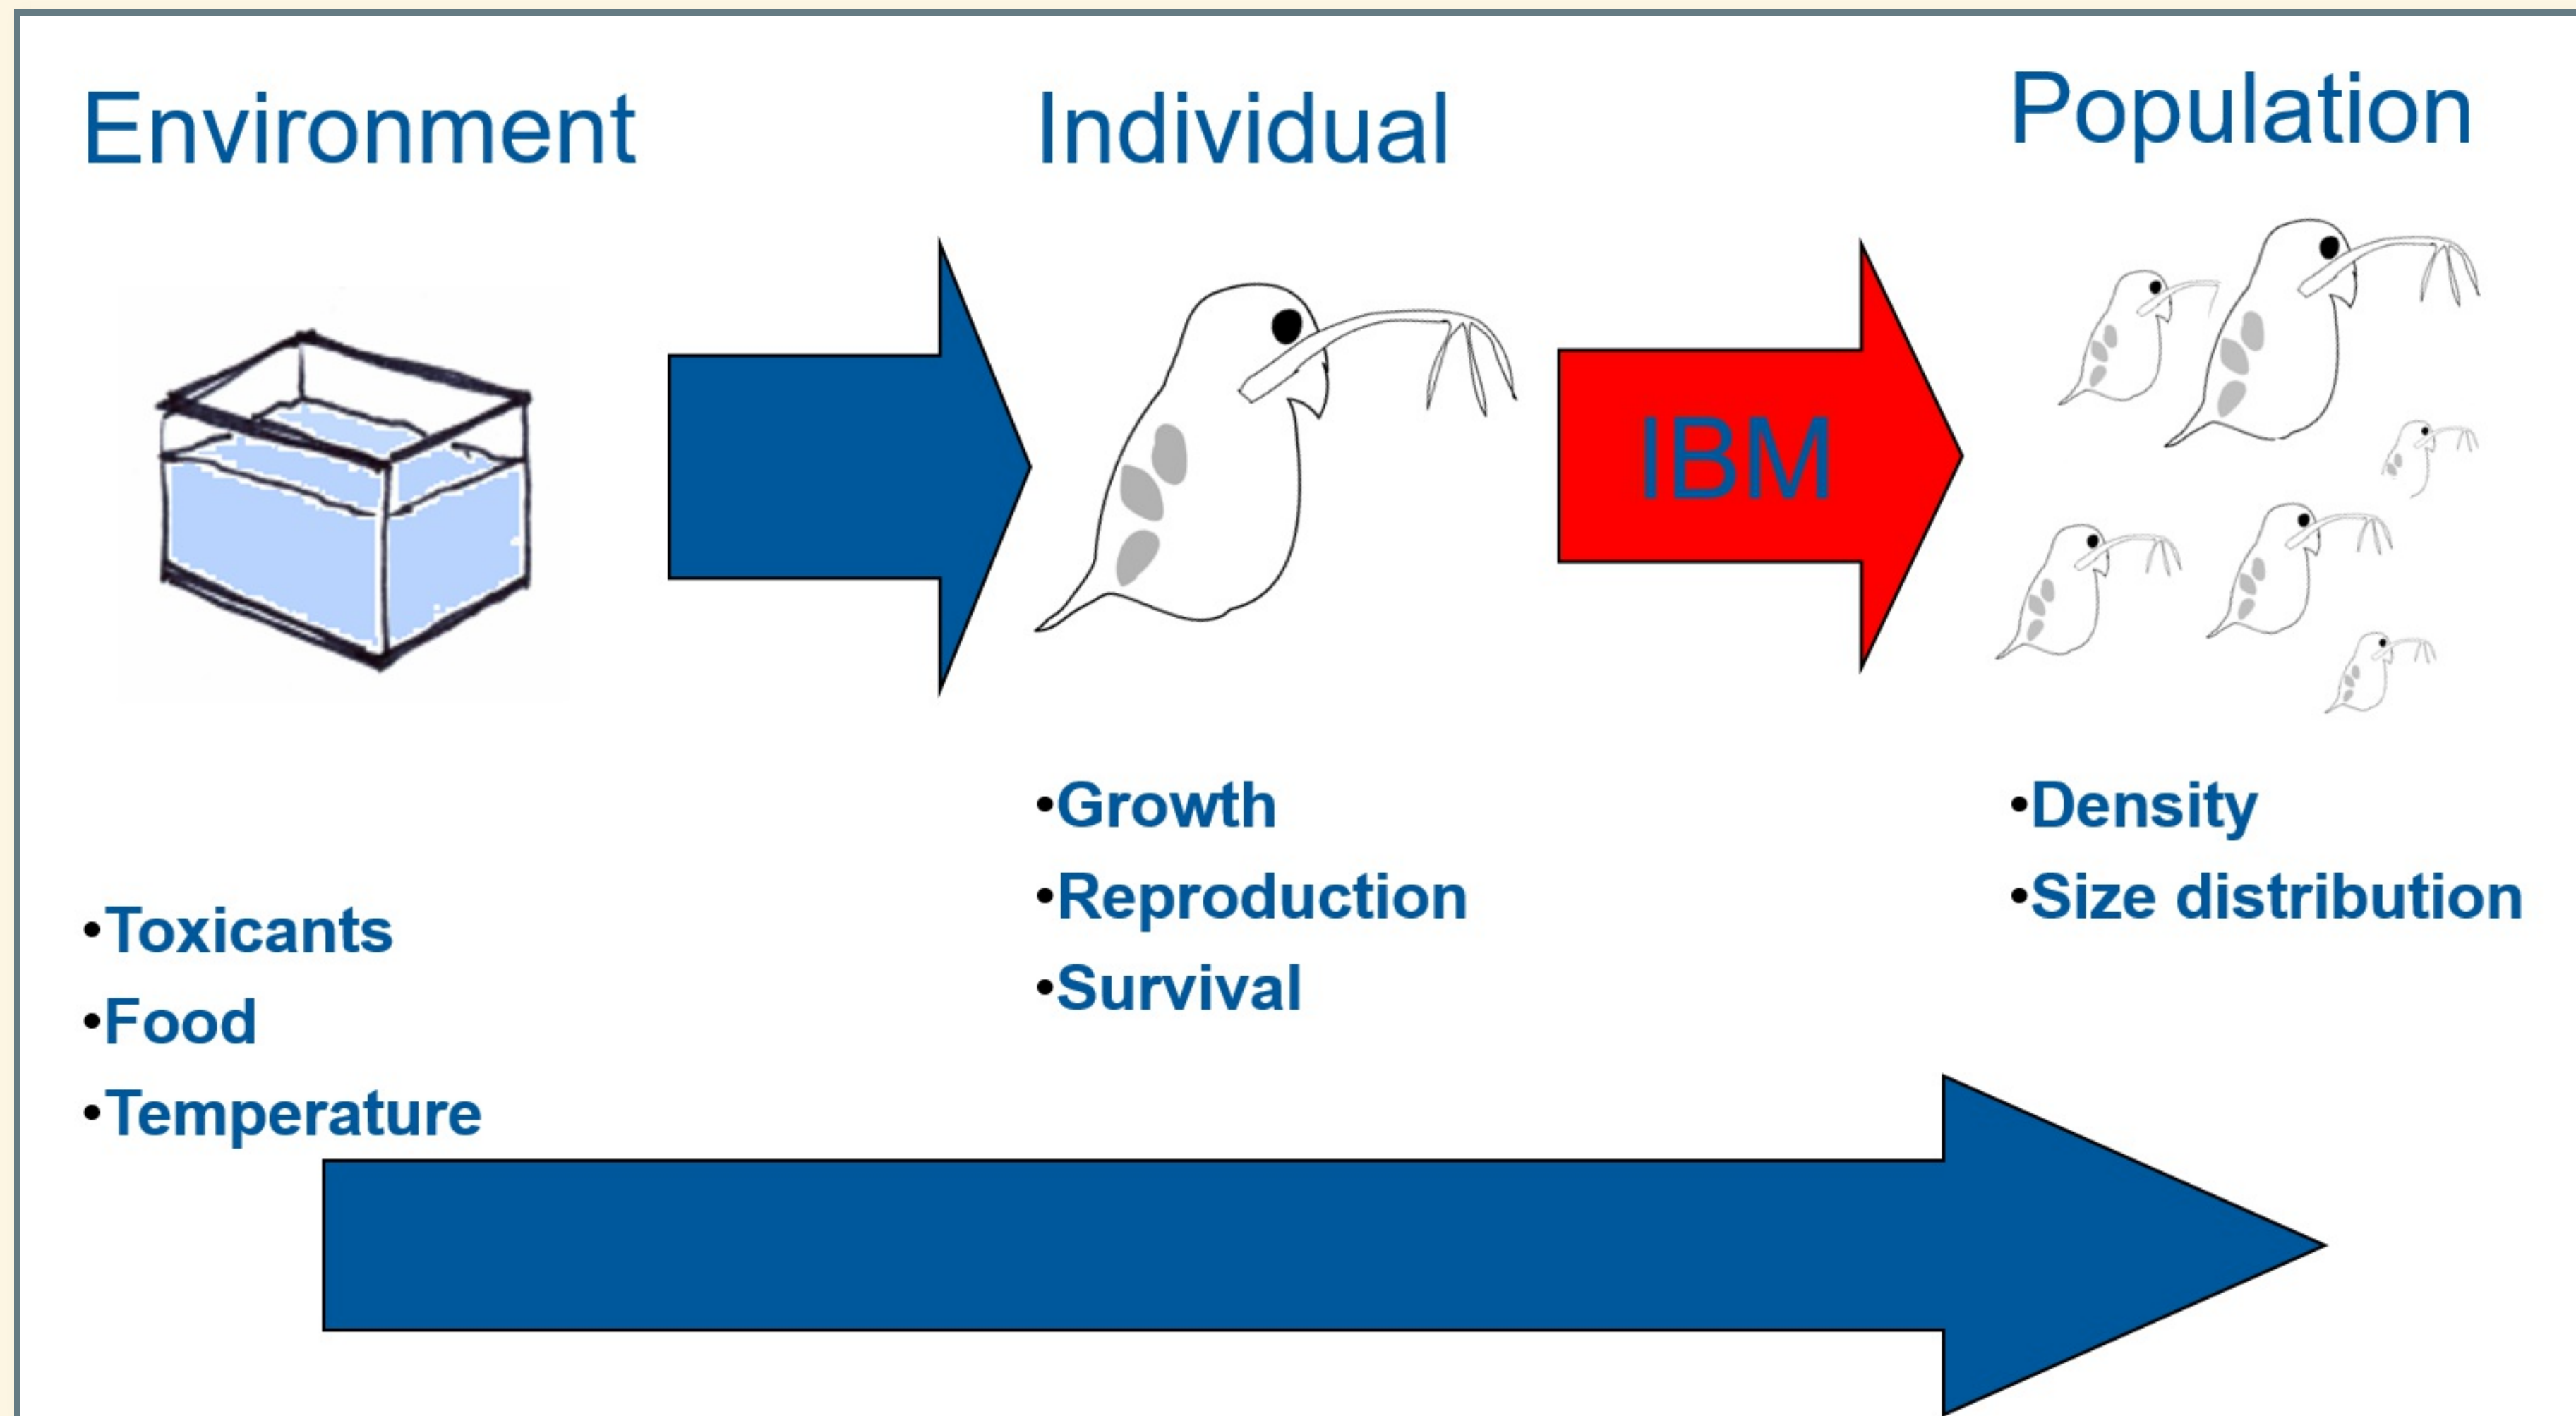 Environment
Individual
Population
IBM
•Toxicants
•Food
•Temperature
•Growth
•Reproduction
•Survival
•Density
•Size distribution